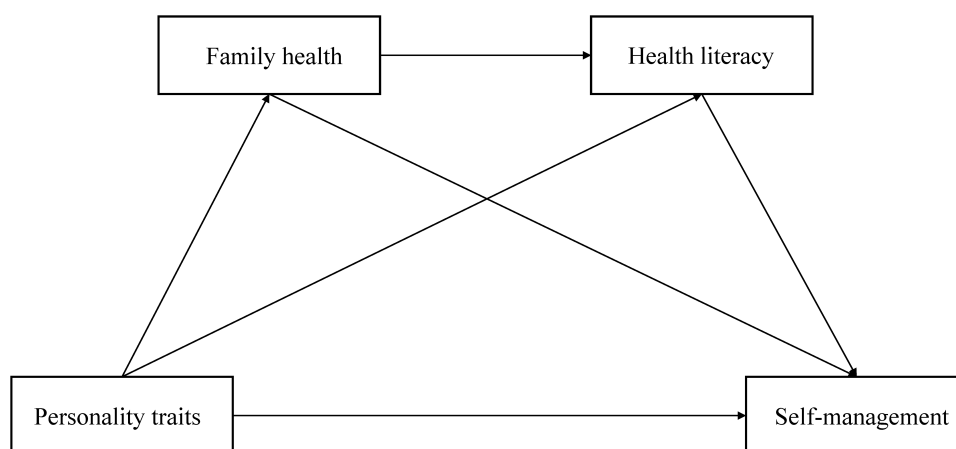 Family health
Health literacy
Personality traits
Self-management